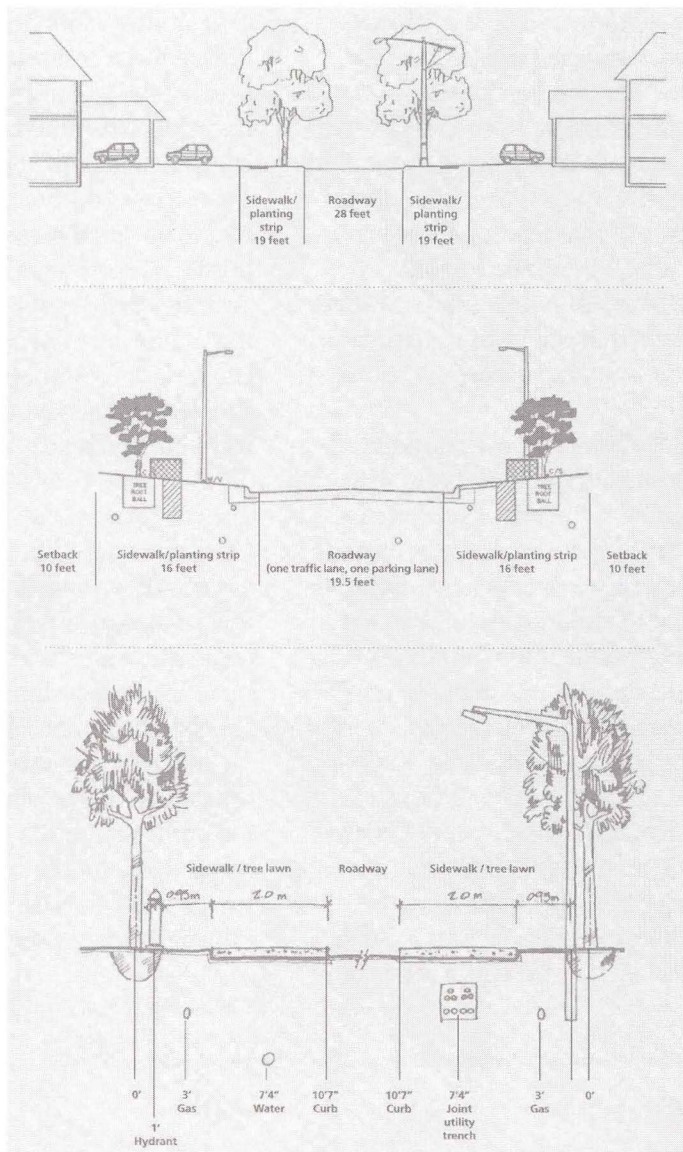 Sidewalk/
planting
strip
19 feet
Roadway
28 feet
Sidewalk/
planting
strip
19 feet
TREE
ROOT
BALL
TREE
ROOT
BALL
Setback
10 feet
Sidewalk/planting strip
16 feet
Roadway
(one traffic lane, one parking lane)
19.5 feet
Sidewalk/planting strip
16 feet
Setback
10 feet
Sidewalk / tree lawn
Roadway
Sidewalk / tree lawn
0.95m
2.0 m
2.0 m
0.95m
0'
1'
Hydrant
3'
Gas
7'4"
Water
10'7"
Curb
10'7"
Curb
7'4"
Joint
utility
trench
3'
Gas
0'